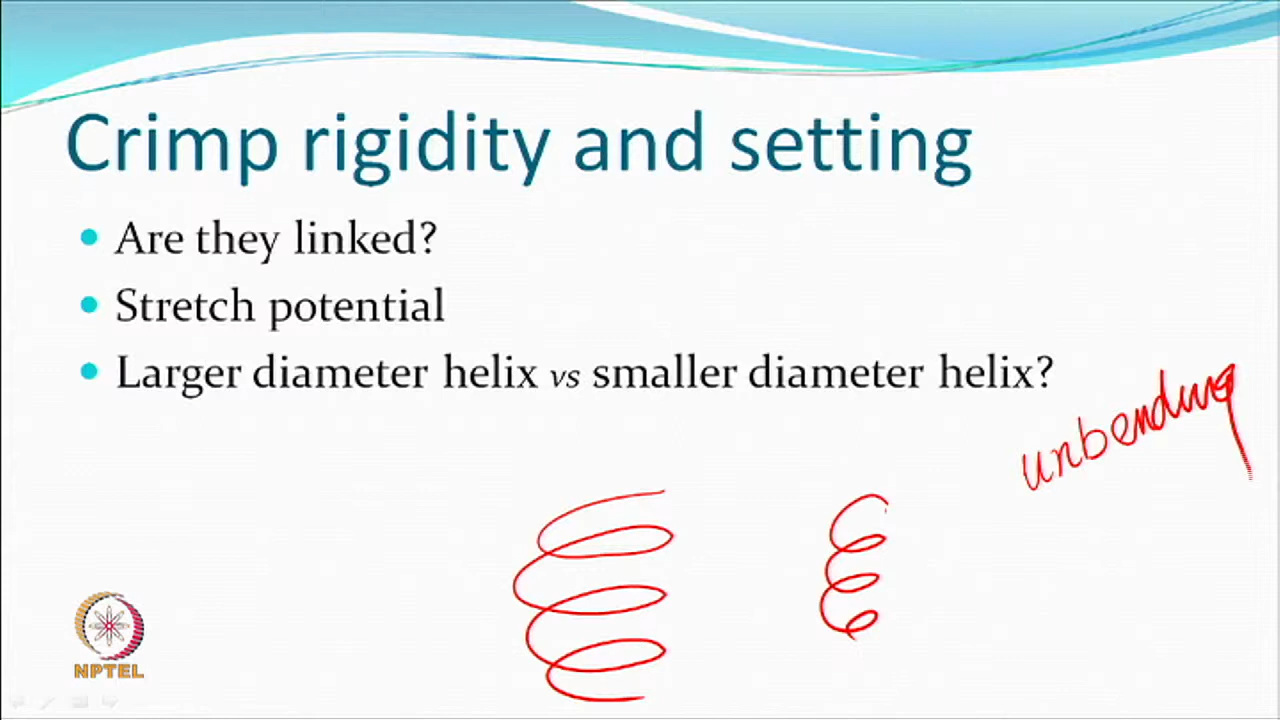 Crimp rigidity and setting
Are they linked?
Stretch potential
Larger diameter helix vs smaller diameter helix?
unbending
NPTEL